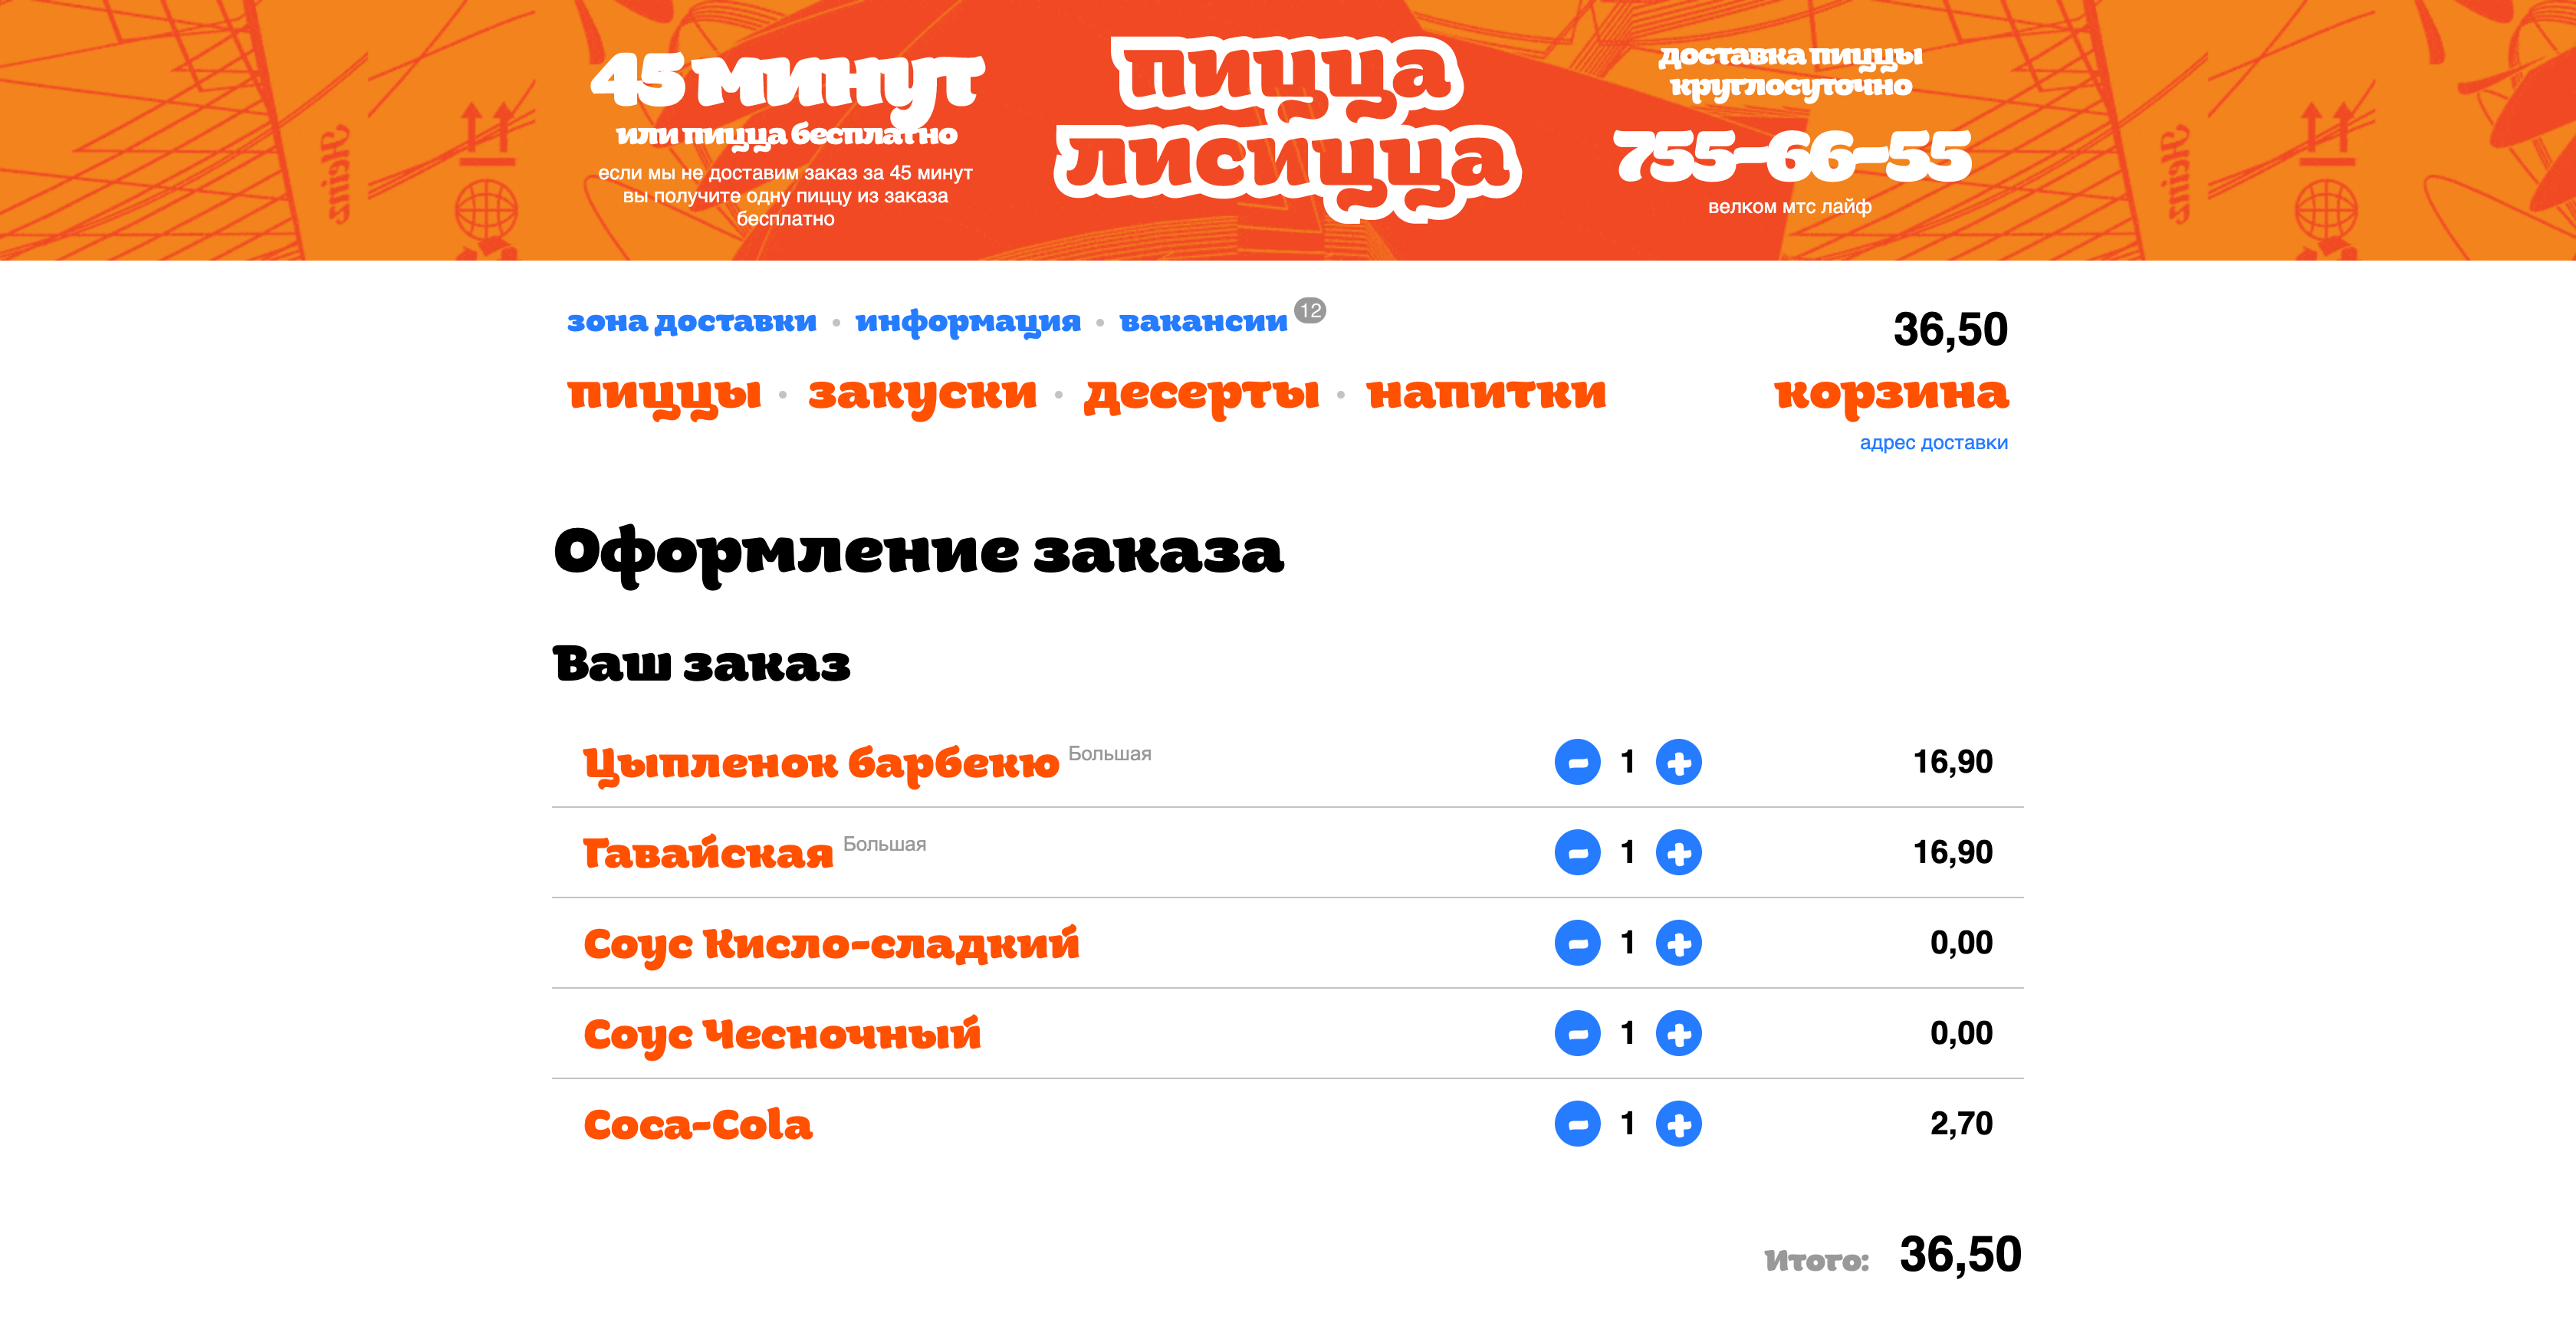 45 минут
или пицца бесплатно
если мы не доставим заказ за 45 минут
вы получите одну пиццу из заказа
бесплатно
пицца
лисицца
доставка пиццы
круглосуточно
755-66-55
велком мтс лайф
Heinz
Heinz
зона доставки • информация • вакансии 12
36,50
пиццы • закуски • десерты • напитки
корзина
адрес доставки
Оформление заказа
Ваш заказ
Цыпленок барбекю Большая - 1 + 16,90
Гавайская Большая - 1 + 16,90
Соус Кисло-сладкий - 1 + 0,00
Соус Чесночный - 1 + 0,00
Coca-Cola - 1 + 2,70
Итого: 36,50